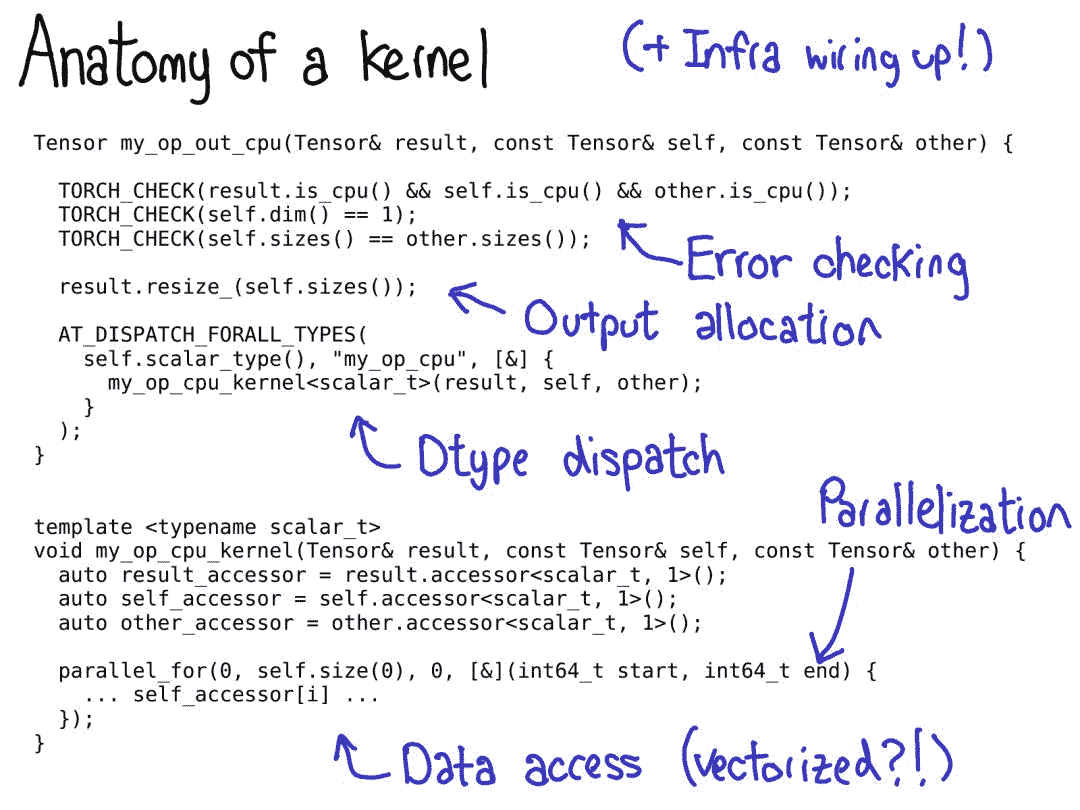 Anatomy of a kernel (+ Infra wiring up!)
Tensor my_op_out_cpu(Tensor& result, const Tensor& self, const Tensor& other) {
TORCH_CHECK(result.is_cpu() && self.is_cpu() && other.is_cpu());
TORCH_CHECK(self.dim() == 1);
TORCH_CHECK(self.sizes() == other.sizes());
Error checking
result.resize_(self.sizes());
Output allocation
AT_DISPATCH_FORALL_TYPES(
self.scalar_type(), "my_op_cpu", [&] {
my_op_cpu_kernel<scalar_t>(result, self, other);
}
);
}
Dtype dispatch
Parallelization
template <typename scalar_t>
void my_op_cpu_kernel(Tensor& result, const Tensor& self, const Tensor& other) {
auto result_accessor = result.accessor<scalar_t, 1>();
auto self_accessor = self.accessor<scalar_t, 1>();
auto other_accessor = other.accessor<scalar_t, 1>();
parallel_for(0, self.size(0), 0, [&](int64_t start, int64_t end) {
... self_accessor[i] ...
});
}
Data access (vectorized?!)